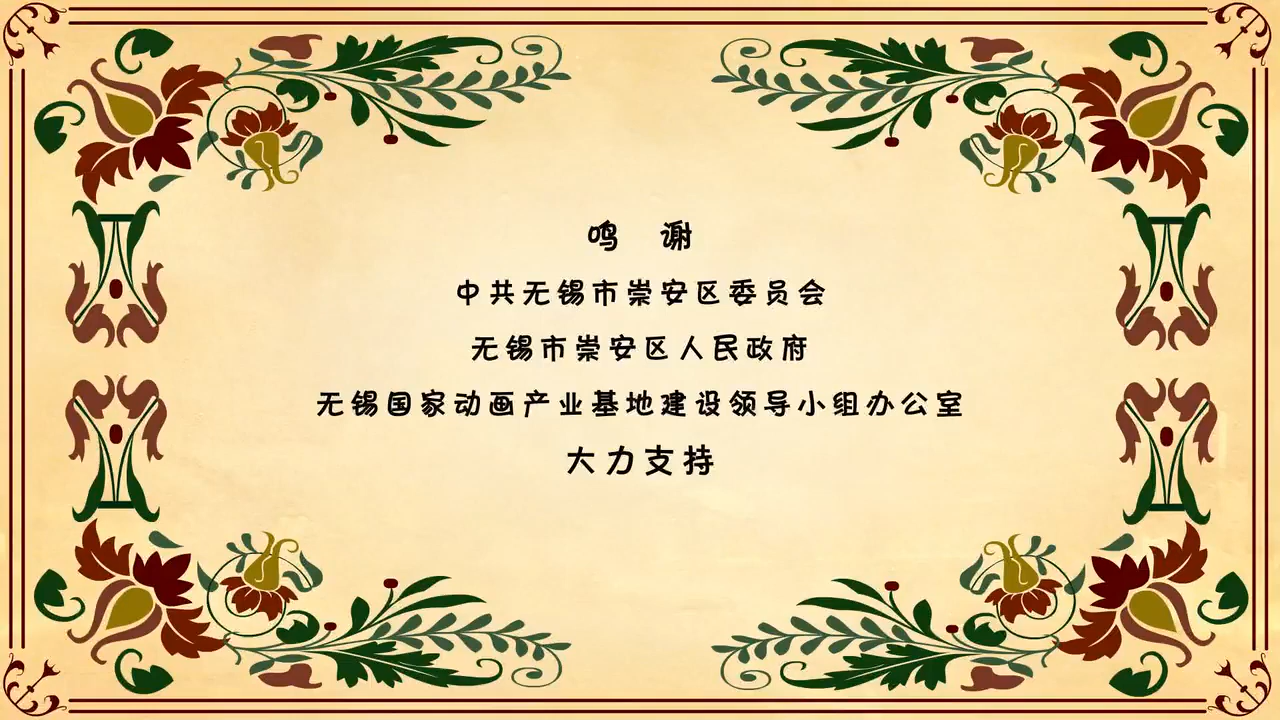 鸣 谢
中共无锡市崇安区委员会
无锡市崇安区人民政府
无锡国家动画产业基地建设领导小组办公室
大力支持